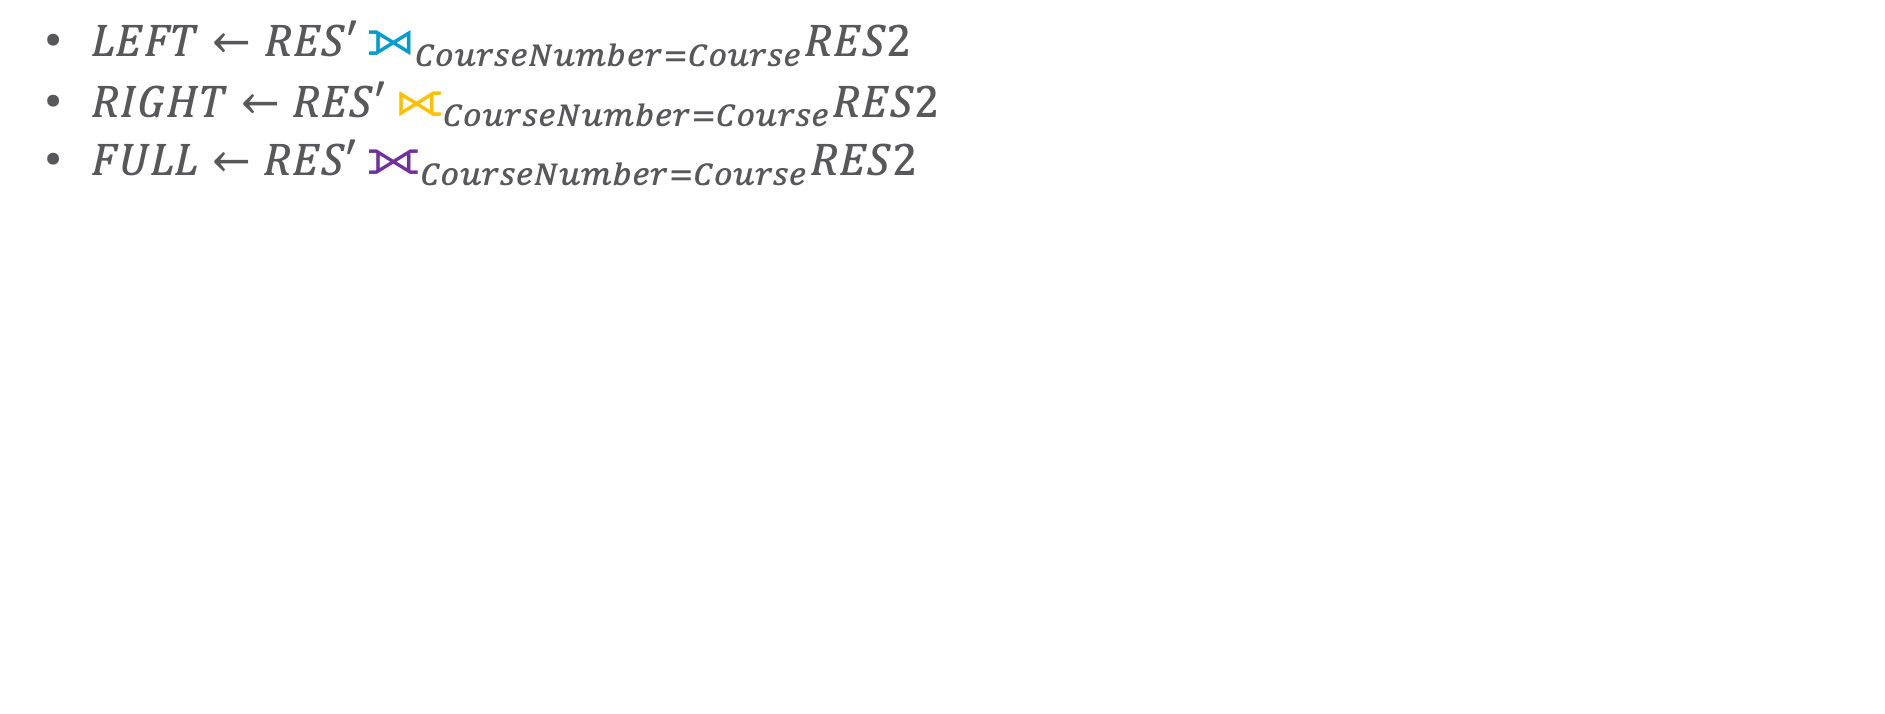 • LEFT ← RES′ ⟕ CourseNumber=Course RES2
• RIGHT ← RES′ ⟖ CourseNumber=Course RES2
• FULL ← RES′ ⟗ CourseNumber=Course RES2